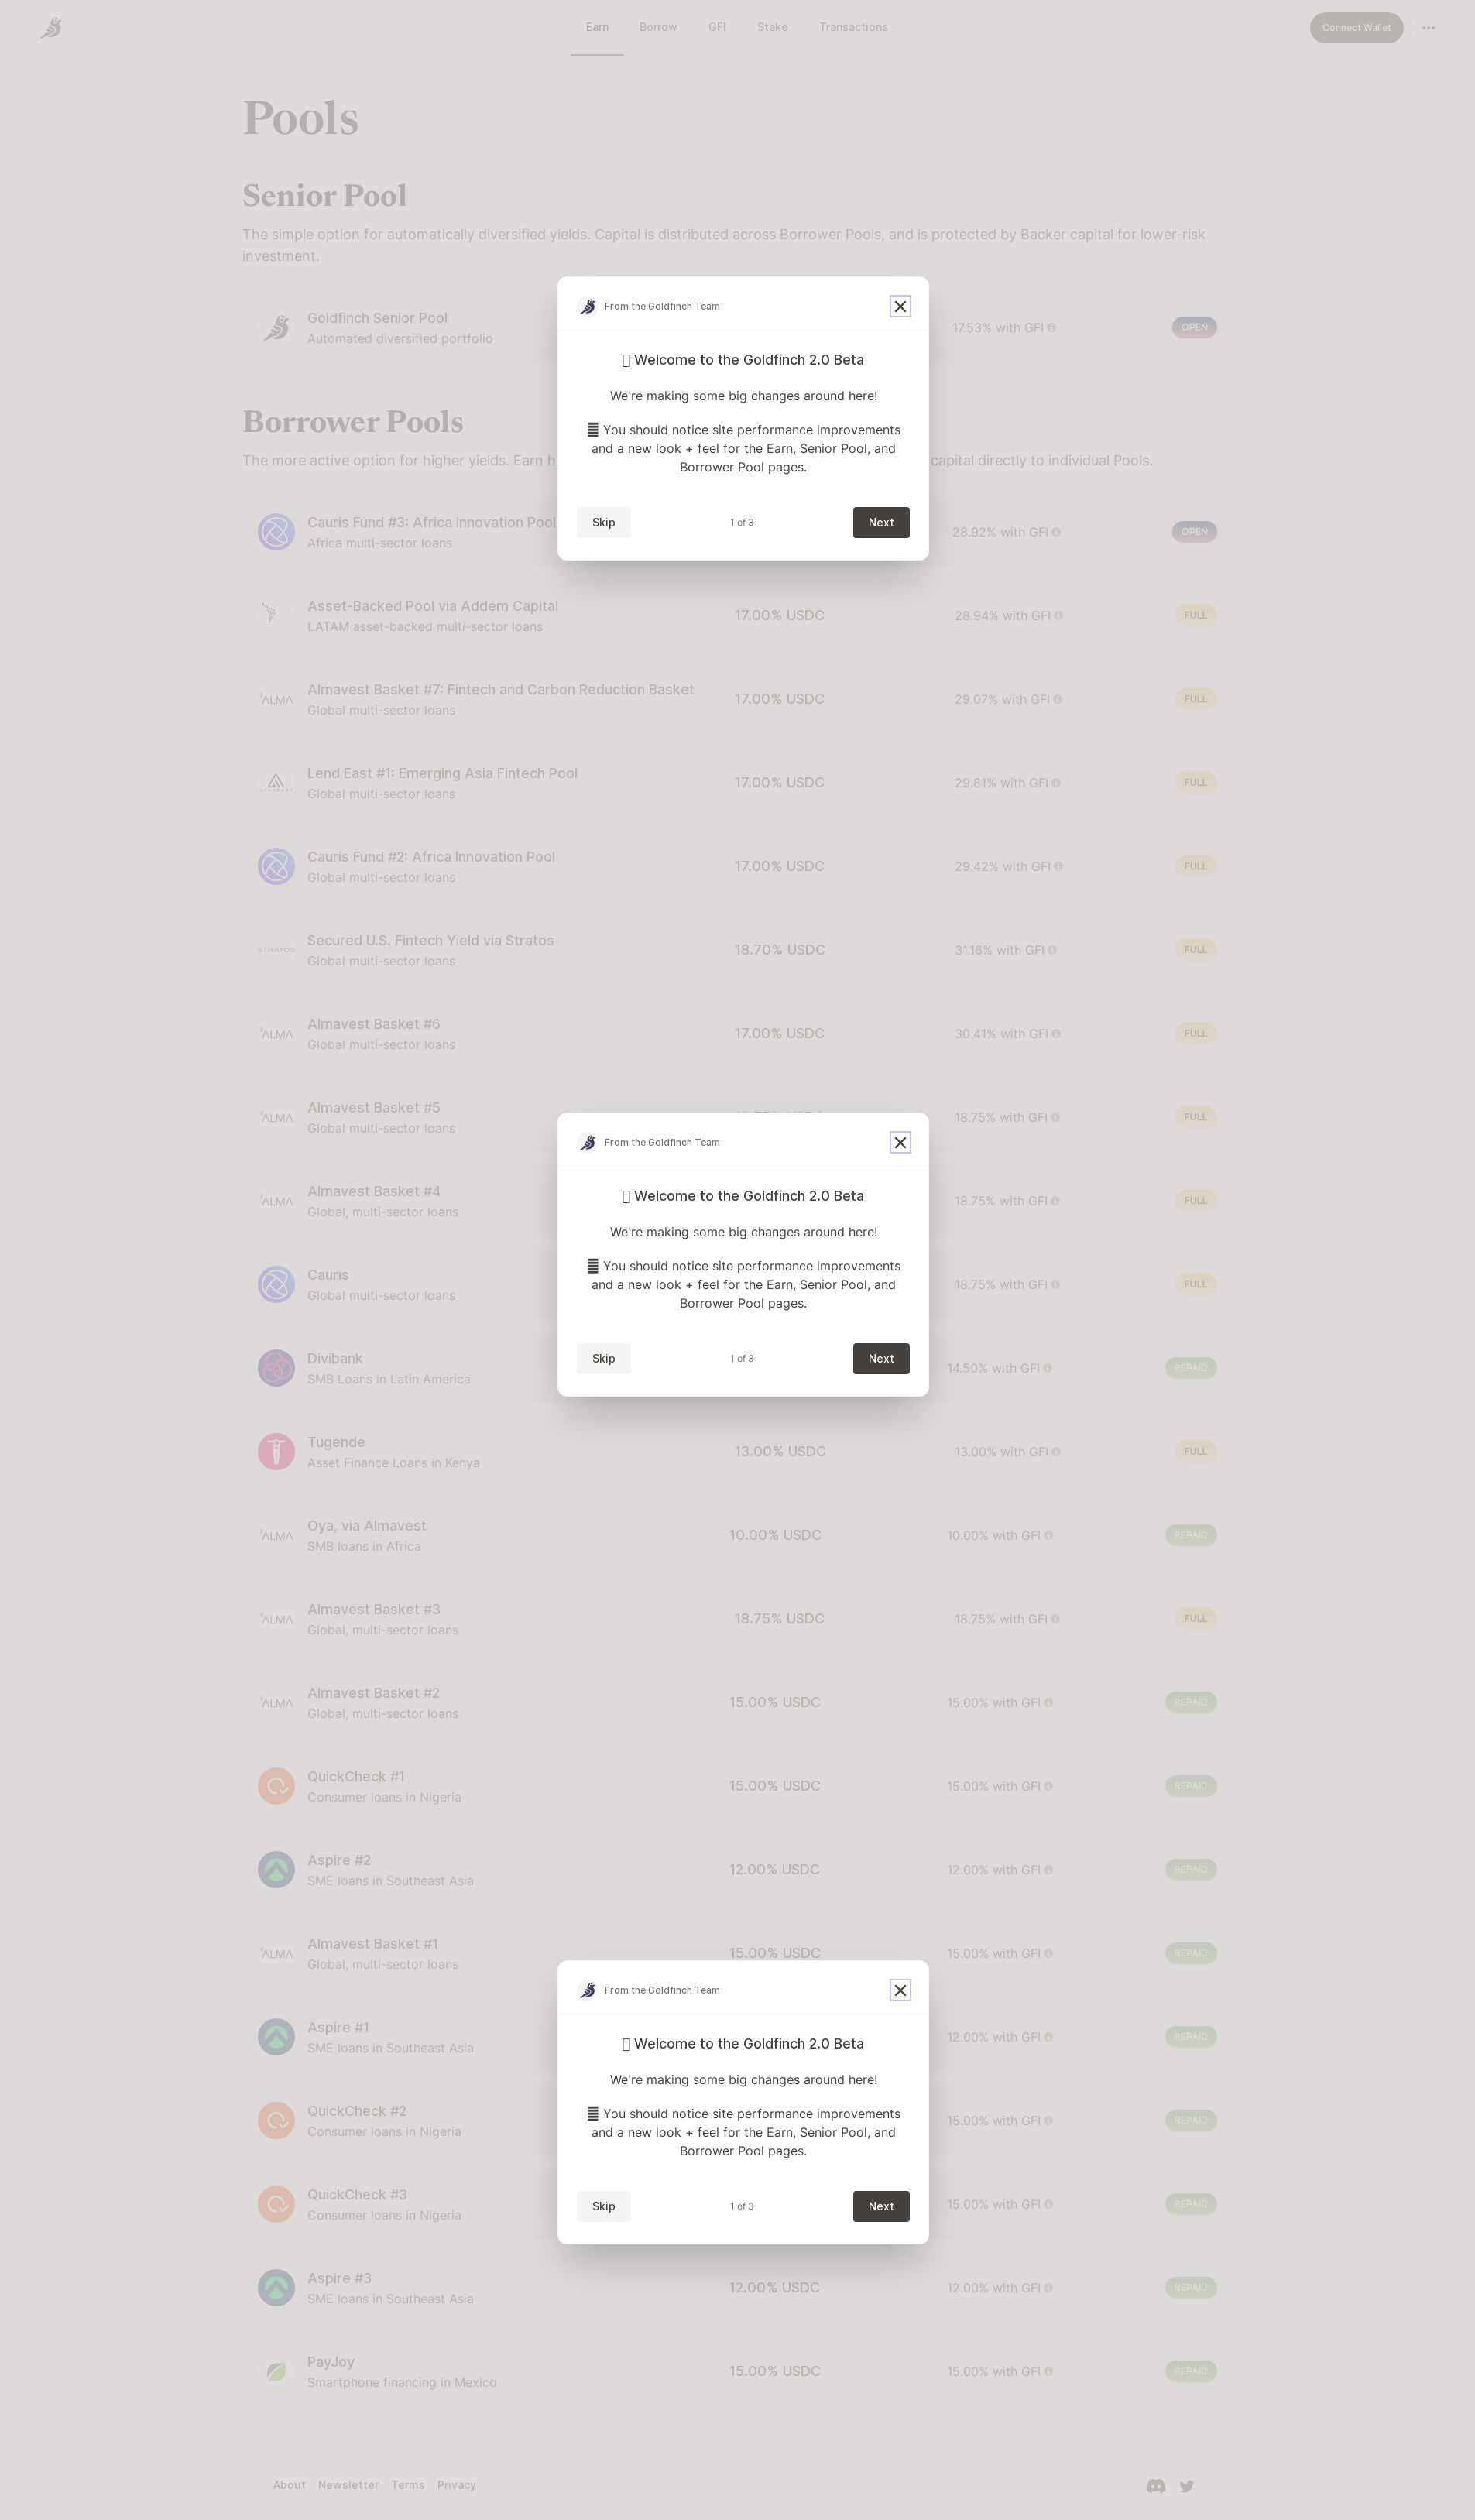 Earn Borrow GFI Stake Transactions Connect Wallet
Pools
Senior Pool
The simple option for automatically diversified yields. Capital is distributed across Borrower Pools, and is protected by Backer capital for lower-risk
investment.
Goldfinch Senior Pool
Automated diversified portfolio
17.53% with GFI
OPEN
From the Goldfinch Team
Welcome to the Goldfinch 2.0 Beta
We're making some big changes around here!
You should notice site performance improvements
and a new look + feel for the Earn, Senior Pool, and
Borrower Pool pages.
Skip 1 of 3 Next
Borrower Pools
The more active option for higher yields. Earn
capital directly to individual Pools.
Cauris Fund #3: Africa Innovation Pool
Africa multi-sector loans
28.92% with GFI
OPEN
Asset-Backed Pool via Addem Capital
LATAM asset-backed multi-sector loans
17.00% USDC
28.94% with GFI
FULL
ALMA
Almavest Basket #7: Fintech and Carbon Reduction Basket
Global multi-sector loans
17.00% USDC
29.07% with GFI
FULL
Lend East #1: Emerging Asia Fintech Pool
Global multi-sector loans
17.00% USDC
29.81% with GFI
FULL
Cauris Fund #2: Africa Innovation Pool
Global multi-sector loans
17.00% USDC
29.42% with GFI
FULL
STRATOS
Secured U.S. Fintech Yield via Stratos
Global multi-sector loans
18.70% USDC
31.16% with GFI
FULL
ALMA
Almavest Basket #6
Global multi-sector loans
17.00% USDC
30.41% with GFI
FULL
ALMA
Almavest Basket #5
Global multi-sector loans
18.75% with GFI
FULL
From the Goldfinch Team
Welcome to the Goldfinch 2.0 Beta
We're making some big changes around here!
You should notice site performance improvements
and a new look + feel for the Earn, Senior Pool, and
Borrower Pool pages.
Skip 1 of 3 Next
ALMA
Almavest Basket #4
Global, multi-sector loans
18.75% with GFI
FULL
Cauris
Global multi-sector loans
18.75% with GFI
FULL
Divibank
SMB Loans in Latin America
14.50% with GFI
REPAID
Tugende
Asset Finance Loans in Kenya
13.00% USDC
13.00% with GFI
FULL
ALMA
Oya, via Almavest
SMB loans in Africa
10.00% USDC
10.00% with GFI
REPAID
ALMA
Almavest Basket #3
Global, multi-sector loans
18.75% USDC
18.75% with GFI
FULL
ALMA
Almavest Basket #2
Global, multi-sector loans
15.00% USDC
15.00% with GFI
REPAID
QuickCheck #1
Consumer loans in Nigeria
15.00% USDC
15.00% with GFI
REPAID
Aspire #2
SME loans in Southeast Asia
12.00% USDC
12.00% with GFI
REPAID
ALMA
Almavest Basket #1
Global, multi-sector loans
15.00% USDC
15.00% with GFI
REPAID
From the Goldfinch Team
Welcome to the Goldfinch 2.0 Beta
We're making some big changes around here!
You should notice site performance improvements
and a new look + feel for the Earn, Senior Pool, and
Borrower Pool pages.
Skip 1 of 3 Next
Aspire #1
SME loans in Southeast Asia
12.00% with GFI
REPAID
QuickCheck #2
Consumer loans in Nigeria
15.00% with GFI
REPAID
QuickCheck #3
Consumer loans in Nigeria
15.00% with GFI
REPAID
Aspire #3
SME loans in Southeast Asia
12.00% USDC
12.00% with GFI
REPAID
PayJoy
Smartphone financing in Mexico
15.00% USDC
15.00% with GFI
REPAID
About Newsletter Terms Privacy